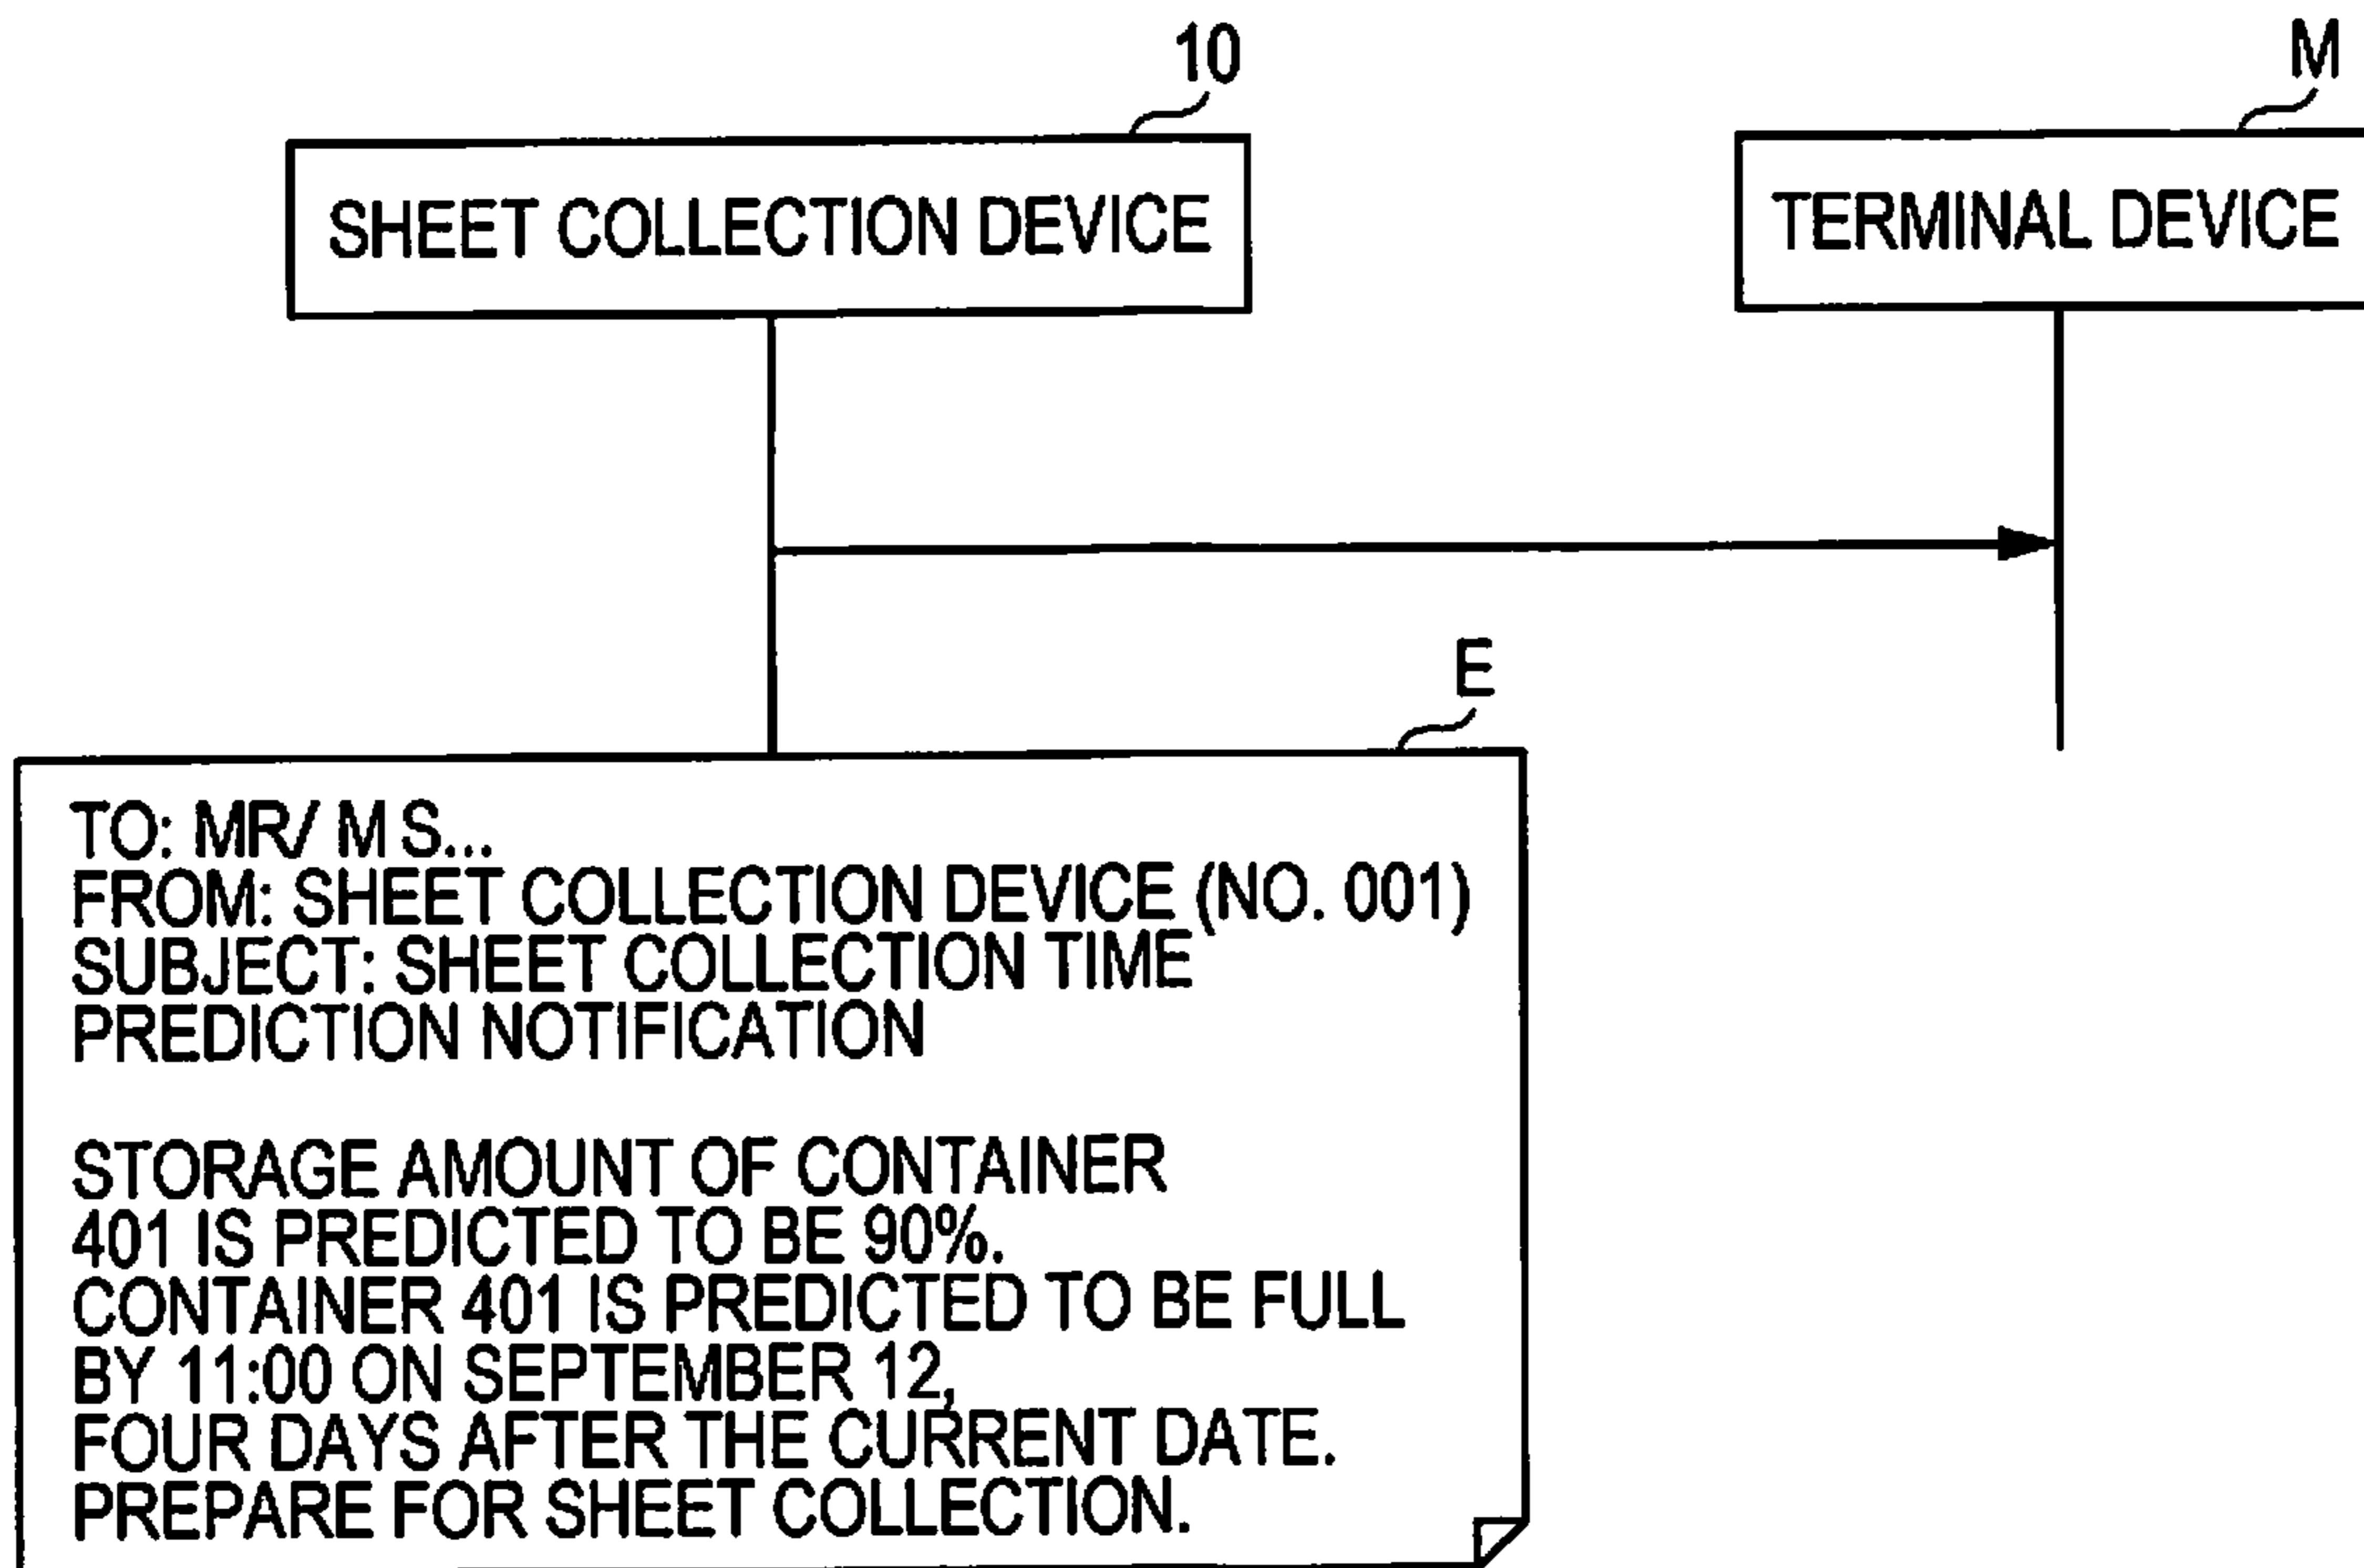 10
M
SHEET COLLECTION DEVICE
TERMINAL DEVICE
E
TO: MR/ M S...
FROM: SHEET COLLECTION DEVICE (NO. 001)
SUBJECT: SHEET COLLECTION TIME
PREDICTION NOTIFICATION
STORAGE AMOUNT OF CONTAINER
401 IS PREDICTED TO BE 90%.
CONTAINER 401 IS PREDICTED TO BE FULL
BY 11:00 ON SEPTEMBER 12,
FOUR DAYS AFTER THE CURRENT DATE.
PREPARE FOR SHEET COLLECTION.